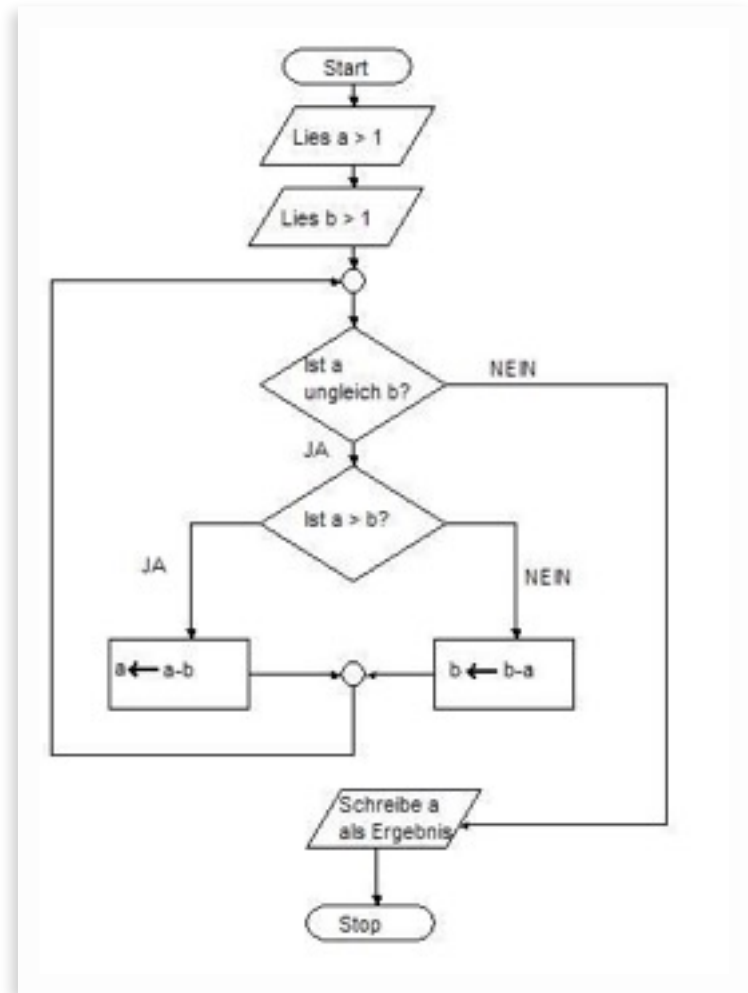 Start
Lies a > 1
Lies b > 1
Ist a
ungleich b?
NEIN
JA
Ist a > b?
JA
NEIN
a ← a-b
b ← b-a
Schreibe a
als Ergebnis
Stop